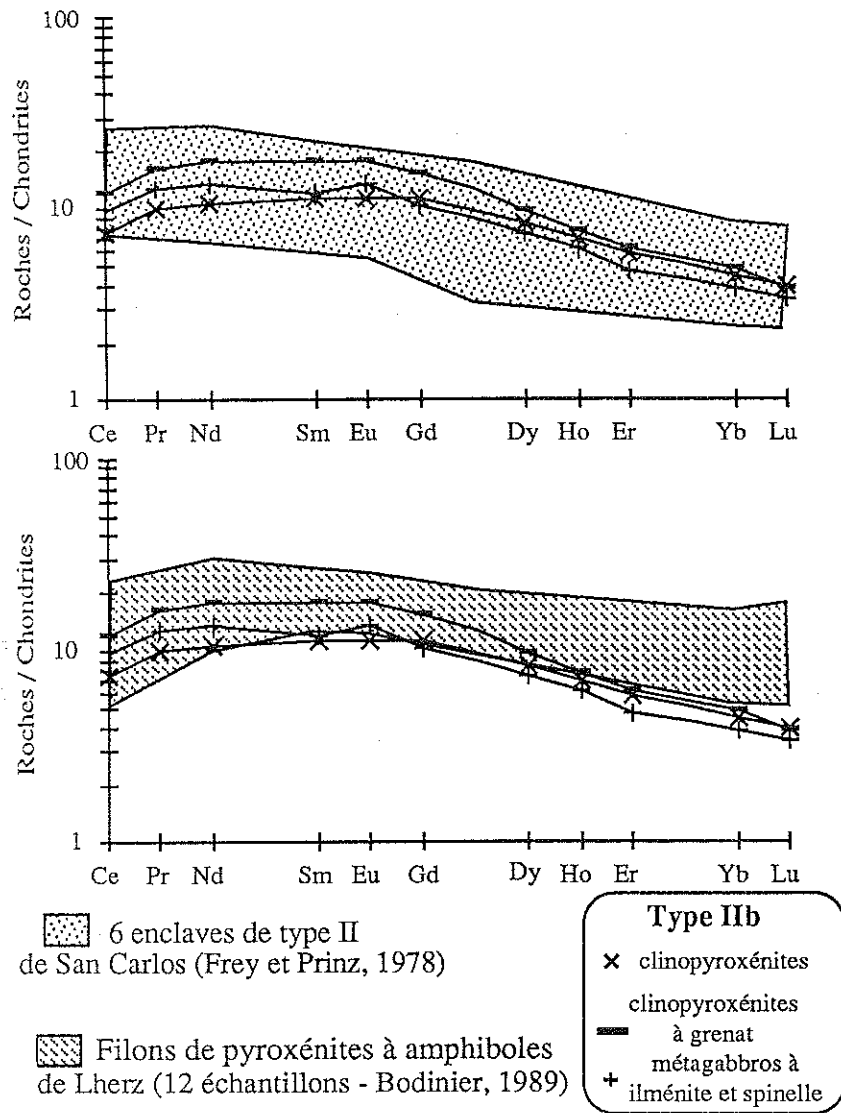 100
10
1
Roches / Chondrites
Ce Pr Nd Sm Eu Gd Dy Ho Er Yb Lu
100
10
1
Roches / Chondrites
Ce Pr Nd Sm Eu Gd Dy Ho Er Yb Lu
6 enclaves de type II
de San Carlos (Frey et Prinz, 1978)
Filons de pyroxénites à amphiboles
de Lherz (12 échantillons - Bodinier, 1989)
Type IIb
clinopyroxénites
clinopyroxénites
à grenat
métagabbros à
ilménite et spinelle